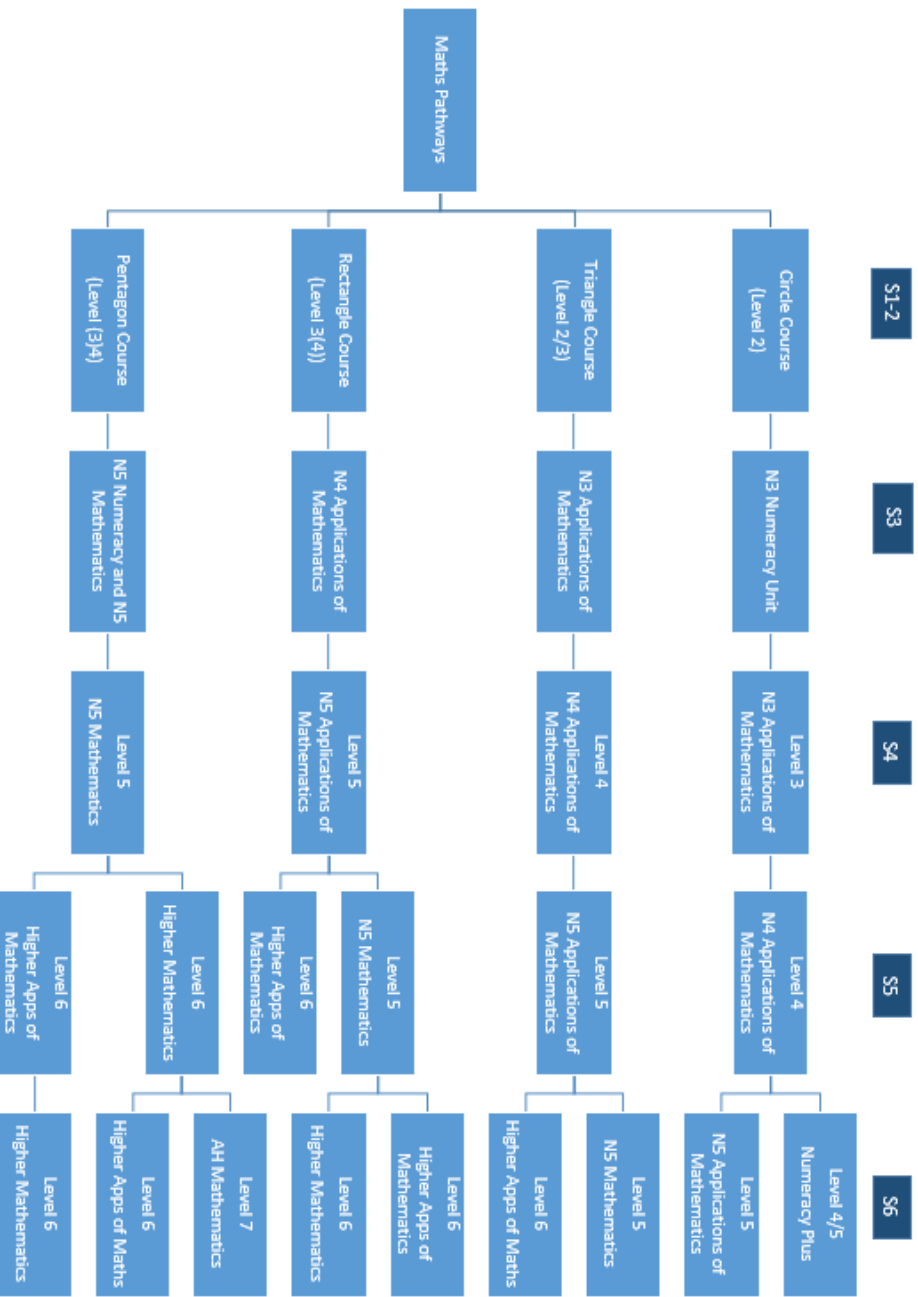 S1-2
S3
S4
S5
S6
Maths Pathways
Circle Course
(Level 2)
N3 Numeracy Unit
Level 3
N3 Applications of
Mathematics
Level 4
N4 Applications of
Mathematics
Level 4/5
Numeracy Plus
Level 5
N5 Applications of
Mathematics
Triangle Course
(Level 2/3)
N3 Applications of
Mathematics
Level 4
N4 Applications of
Mathematics
Level 5
N5 Applications of
Mathematics
Level 5
N5 Mathematics
Level 6
Higher Apps of Maths
Rectangle Course
(Level 3(4))
N4 Applications of
Mathematics
Level 5
N5 Applications of
Mathematics
Level 5
N5 Mathematics
Level 6
Higher Apps of
Mathematics
Level 6
Higher Mathematics
Level 6
Higher Apps of
Mathematics
Pentagon Course
(Level (3)4)
N5 Numeracy and N5
Mathematics
Level 5
N5 Mathematics
Level 6
Higher Mathematics
Level 7
AH Mathematics
Level 6
Higher Apps of Maths
Level 6
Higher Apps of
Mathematics
Level 6
Higher Mathematics